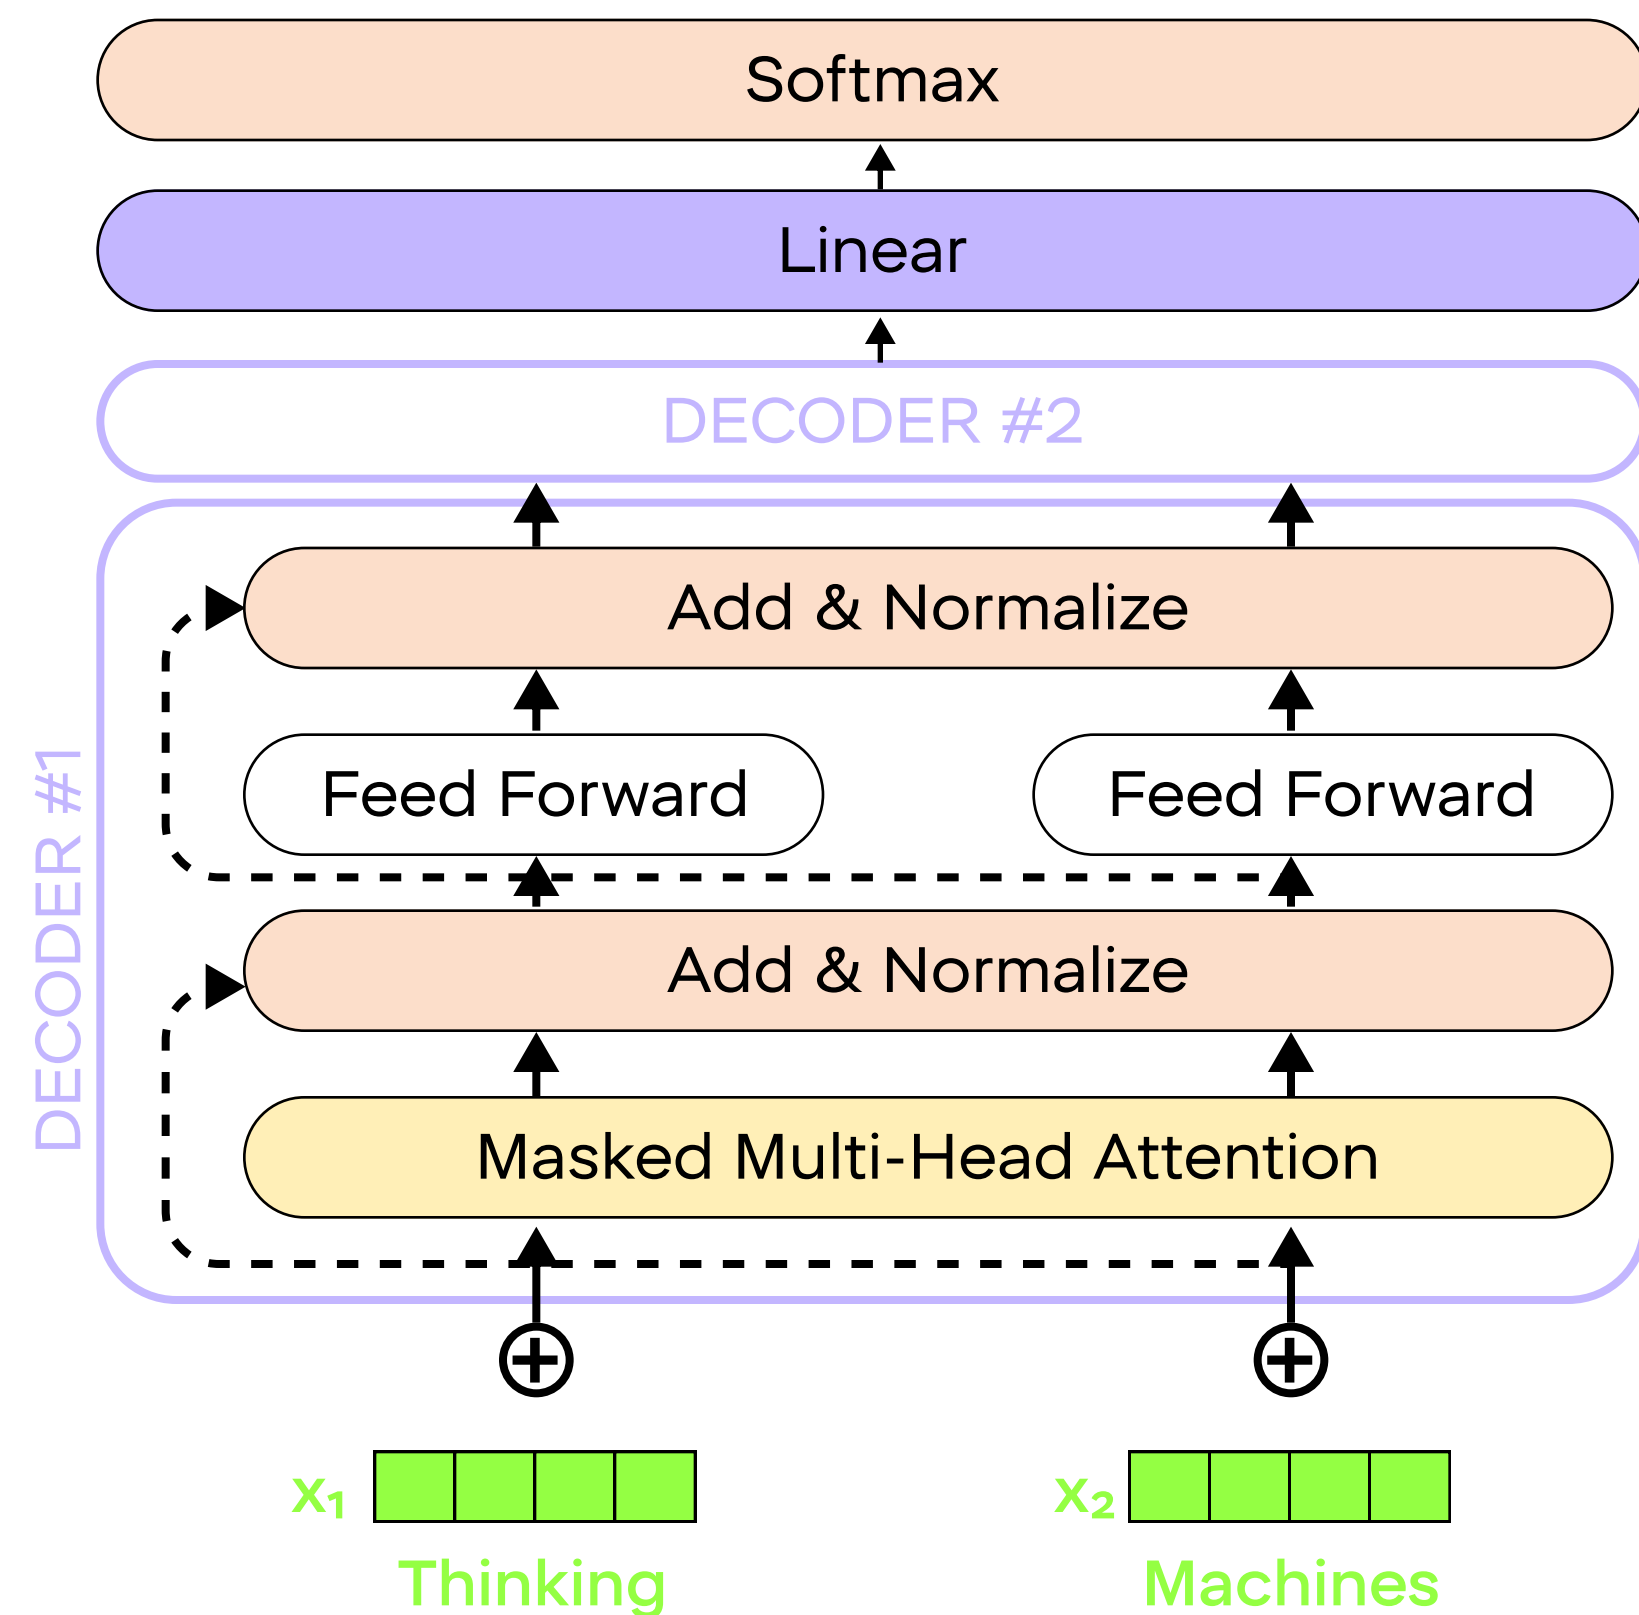 Softmax
Linear
DECODER #2
DECODER #1
Add & Normalize
Feed Forward
Feed Forward
Add & Normalize
Masked Multi-Head Attention
x₁
x₂
Thinking
Machines